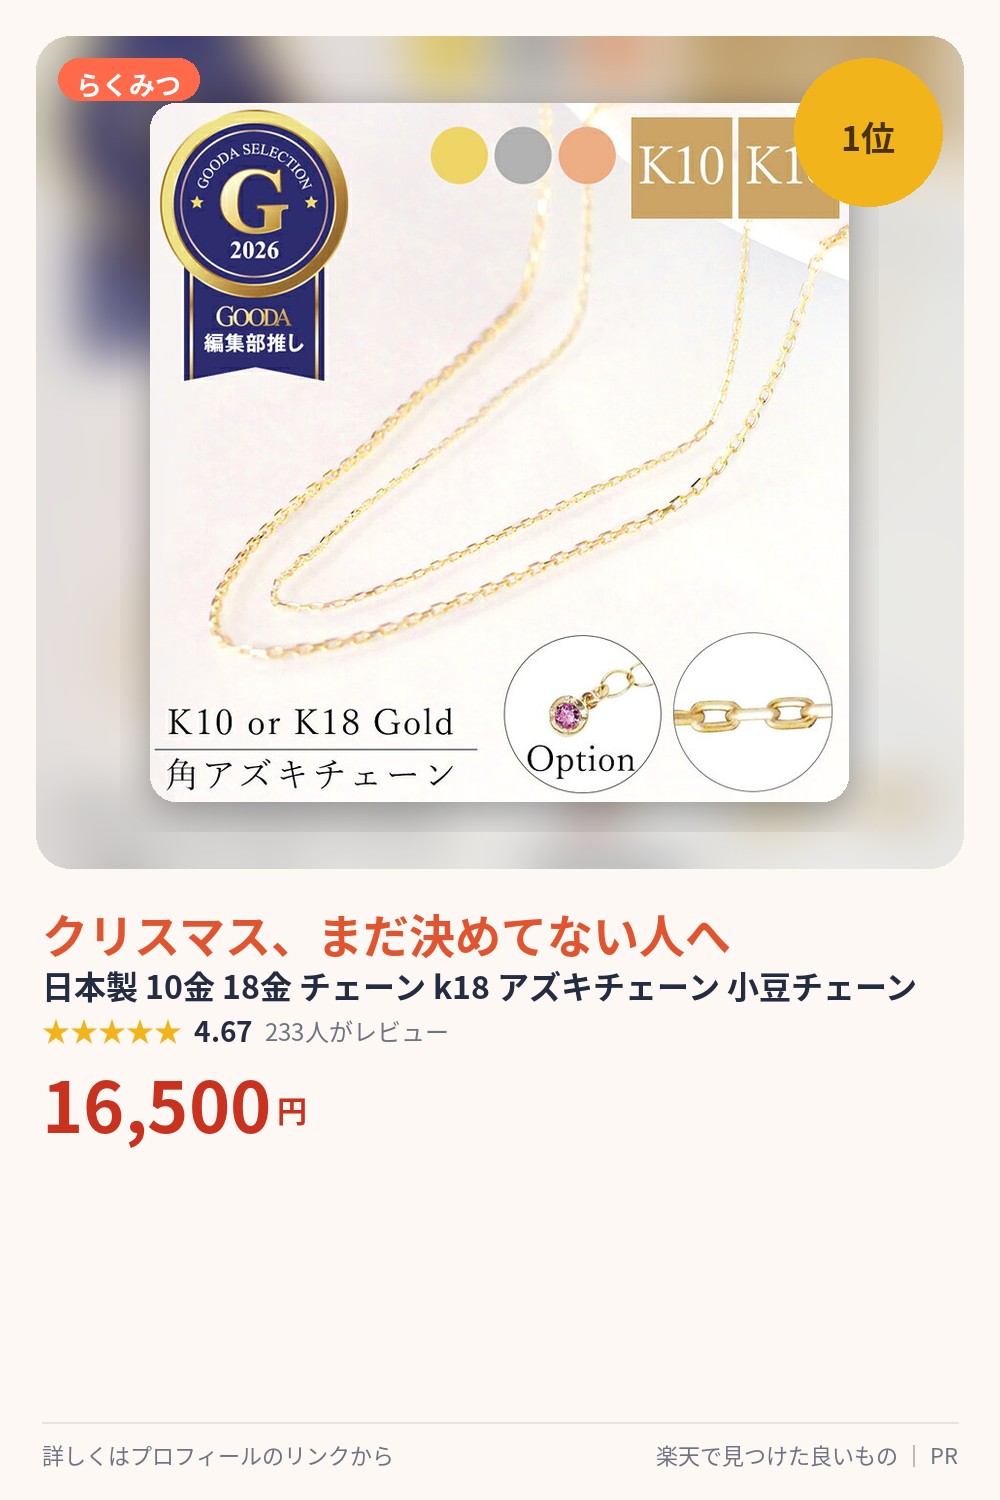 らくみつ
1位
GOODA SELECTION
G
2026
GOODA
編集部推し
K10
K10 or K18 Gold
角アズキチェーン
Option
クリスマス、まだ決めてない人へ
日本製 10金 18金 チェーン k18 アズキチェーン 小豆チェーン
★★★★★ 4.67 233人がレビュー
16,500円
詳しくはプロフィールのリンクから
楽天で見つけた良いもの | PR